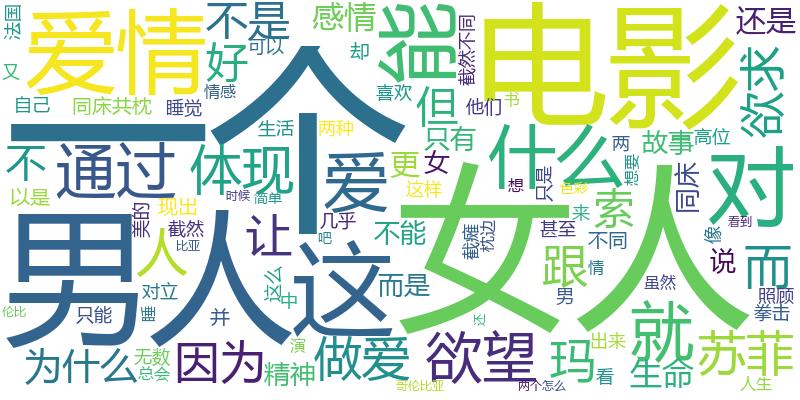 法国 爱情 不是 感情 能 截然不同 电影 还是
又 好 可以 却 欲求
自己 同床共枕 睡觉 情感 一个 喜欢 但 他们 书
不 通过 体现 生活 两种 爱 只有 什么 两 故事 高位
更 女 想要 对
以是 现出 美的 截然 时候 简单 这样 想 只是 色彩 索 同床
人 比亚 让 几乎 吧 不能 截瘫 枕边 甚至 来 不同 像 看到 而
男人 这 女人 跟 情 说
对立 这么 中 而是 男 虽然 照顾
伦比 只能 曲 并 还 就 拳击
为什么 无数 总会 因为 演 精神 做爱 欲望 玛 出来 看 生命 苏菲
哥伦比亚 两个怎么 人生